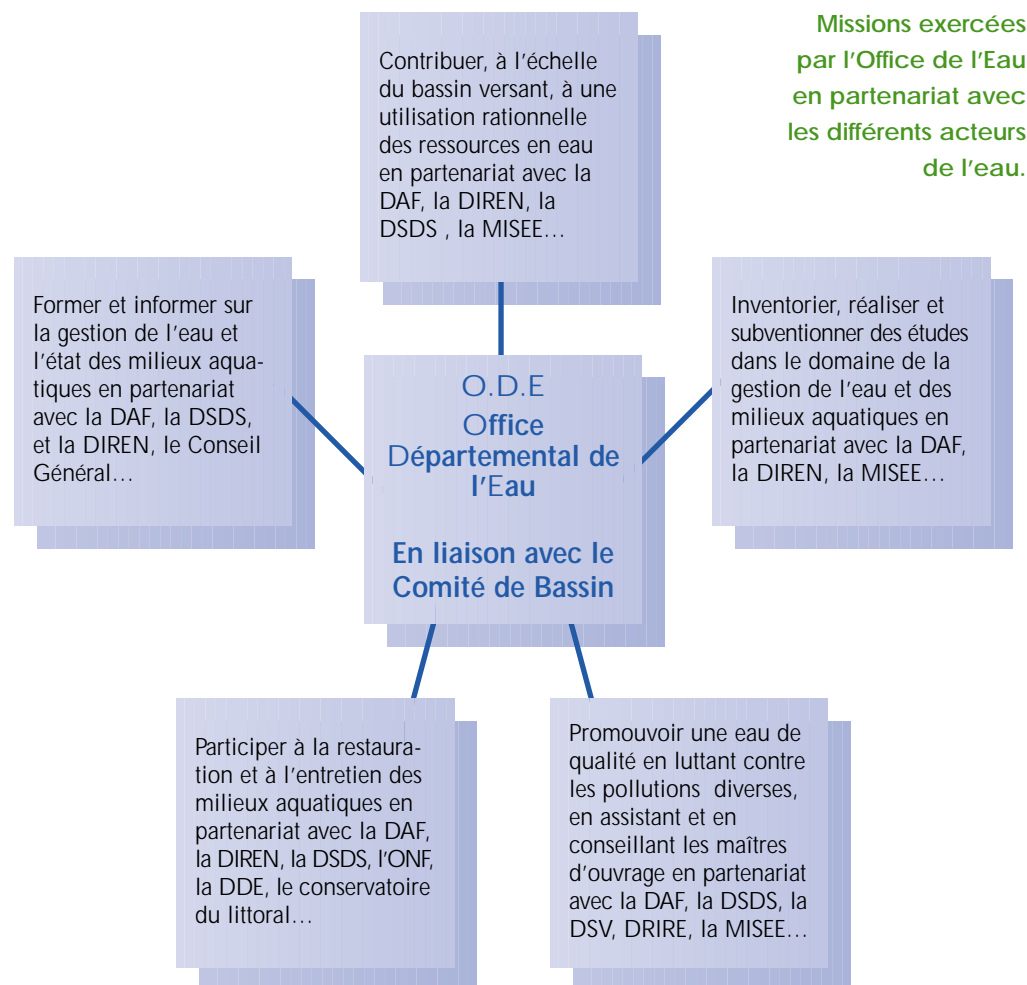 Missions exercées
par l'Office de l'Eau
en partenariat avec
les différents acteurs
de l'eau.
Contribuer, à l'échelle
du bassin versant, à une
utilisation rationnelle
des ressources en eau
en partenariat avec la
DAF, la DIREN, la
DSDS , la MISEE…
Former et informer sur
la gestion de l'eau et
l'état des milieux aqua-
tiques en partenariat
avec la DAF, la DSDS,
et la DIREN, le Conseil
Général…
Inventorier, réaliser et
subventionner des études
dans le domaine de la
gestion de l'eau et des
milieux aquatiques en
partenariat avec la DAF,
la DIREN, la MISEE…
O.D.E
Office
Départemental de
l'Eau
En liaison avec le
Comité de Bassin
Participer à la restaura-
tion et à l'entretien des
milieux aquatiques en
partenariat avec la DAF,
la DIREN, la DSDS, l'ONF,
la DDE, le conservatoire
du littoral…
Promouvoir une eau de
qualité en luttant contre
les pollutions diverses,
en assistant et en
conseillant les maîtres
d'ouvrage en partenariat
avec la DAF, la DSDS, la
DSV, DRIRE, la MISEE…